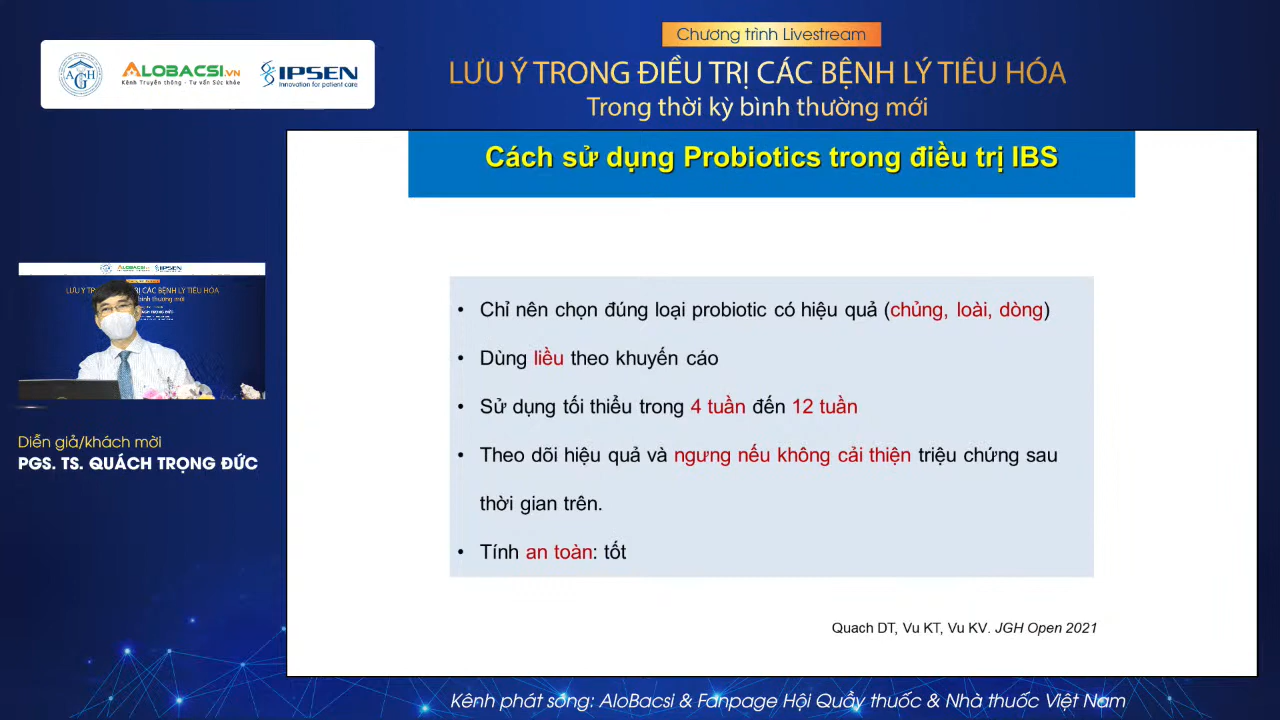 Chương trình Livestream
LƯU Ý TRONG ĐIỀU TRỊ CÁC BỆNH LÝ TIÊU HÓA
Trong thời kỳ bình thường mới
AGH
ALOBACSI.VN
Kênh Truyền thông - Tư vấn Sức khỏe
IPSEN
Innovation for patient care
Cách sử dụng Probiotics trong điều trị IBS
• Chỉ nên chọn đúng loại probiotic có hiệu quả (chủng, loài, dòng)
• Dùng liều theo khuyến cáo
• Sử dụng tối thiểu trong 4 tuần đến 12 tuần
• Theo dõi hiệu quả và ngưng nếu không cải thiện triệu chứng sau
thời gian trên.
• Tính an toàn: tốt
Quach DT, Vu KT, Vu KV. JGH Open 2021
Diễn giả/khách mời
PGS. TS. QUÁCH TRỌNG ĐỨC
Kênh phát sóng: AloBacsi & Fanpage Hội Quầy thuốc & Nhà thuốc Việt Nam